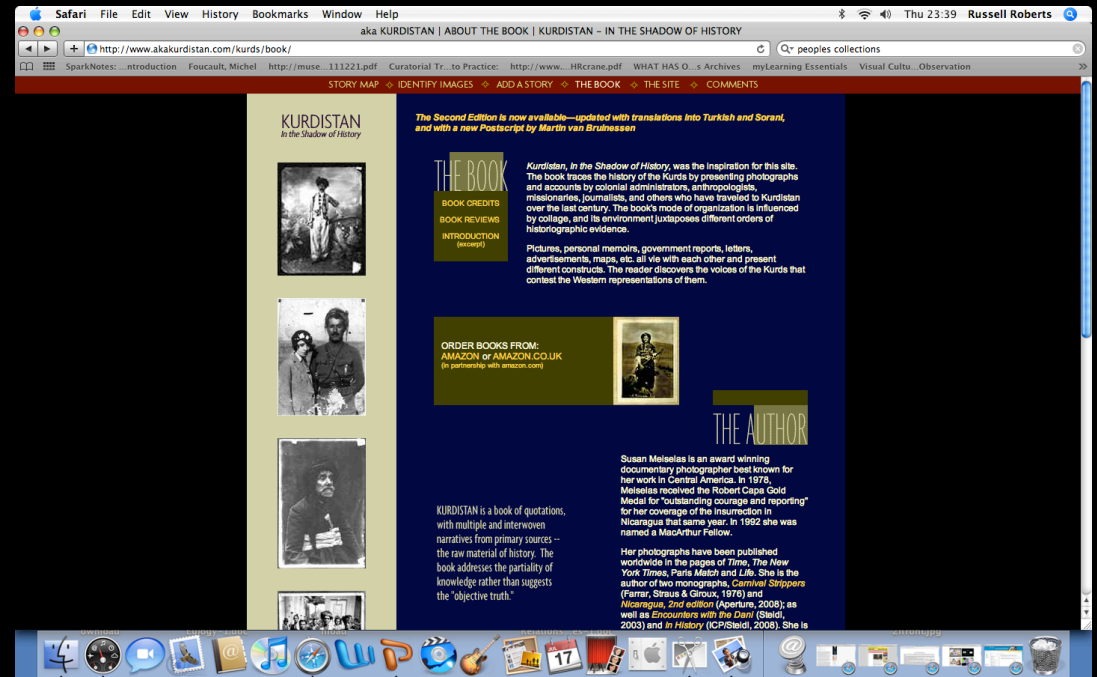 Safari File Edit View History Bookmarks Window Help Thu 23:39 Russell Roberts
aka KURDISTAN | ABOUT THE BOOK | KURDISTAN – IN THE SHADOW OF HISTORY
http://www.akakurdistan.com/kurds/book/ peoples collections
SparkNotes: ...ntroduction Foucault, Michel http://muse...111221.pdf Curatorial Tr...to Practice: http://www....HRcrane.pdf WHAT HAS O...s Archives myLearning Essentials Visual Cultu...Observation
STORY MAP IDENTIFY IMAGES ADD A STORY THE BOOK THE SITE COMMENTS
KURDISTAN
In the Shadow of History
The Second Edition is now available—updated with translations into Turkish and Sorani,
and with a new Postscript by Martin van Bruinessen
THE BOOK
BOOK CREDITS
BOOK REVIEWS
INTRODUCTION
(excerpt)
Kurdistan, In the Shadow of History, was the inspiration for this site.
The book traces the history of the Kurds by presenting photographs
and accounts by colonial administrators, anthropologists,
missionaries, journalists, and others who have traveled to Kurdistan
over the last century. The book's mode of organization is influenced
by collage, and its environment juxtaposes different orders of
historiographic evidence.
Pictures, personal memoirs, government reports, letters,
advertisements, maps, etc. all vie with each other and present
different constructs. The reader discovers the voices of the Kurds that
contest the Western representations of them.
ORDER BOOKS FROM:
AMAZON or AMAZON.CO.UK
(in partnership with amazon.com)
THE AUTHOR
Susan Meiselas is an award winning
documentary photographer best known for
her work in Central America. In 1978,
Meiselas received the Robert Capa Gold
Medal for "outstanding courage and reporting"
for her coverage of the insurrection in
Nicaragua that same year. In 1992 she was
named a MacArthur Fellow.
Her photographs have been published
worldwide in the pages of Time, The New
York Times, Paris Match and Life. She is the
author of two monographs, Carnival Strippers
(Farrar, Straus & Giroux, 1976) and
Nicaragua, 2nd edition (Aperture, 2008); as
well as Encounters with the Dani (Steidl,
2003) and In History (ICP/Steidl, 2008). She is
KURDISTAN is a book of quotations,
with multiple and interwoven
narratives from primary sources --
the raw material of history. The
book addresses the partiality of
knowledge rather than suggests
the "objective truth."
JUL
17